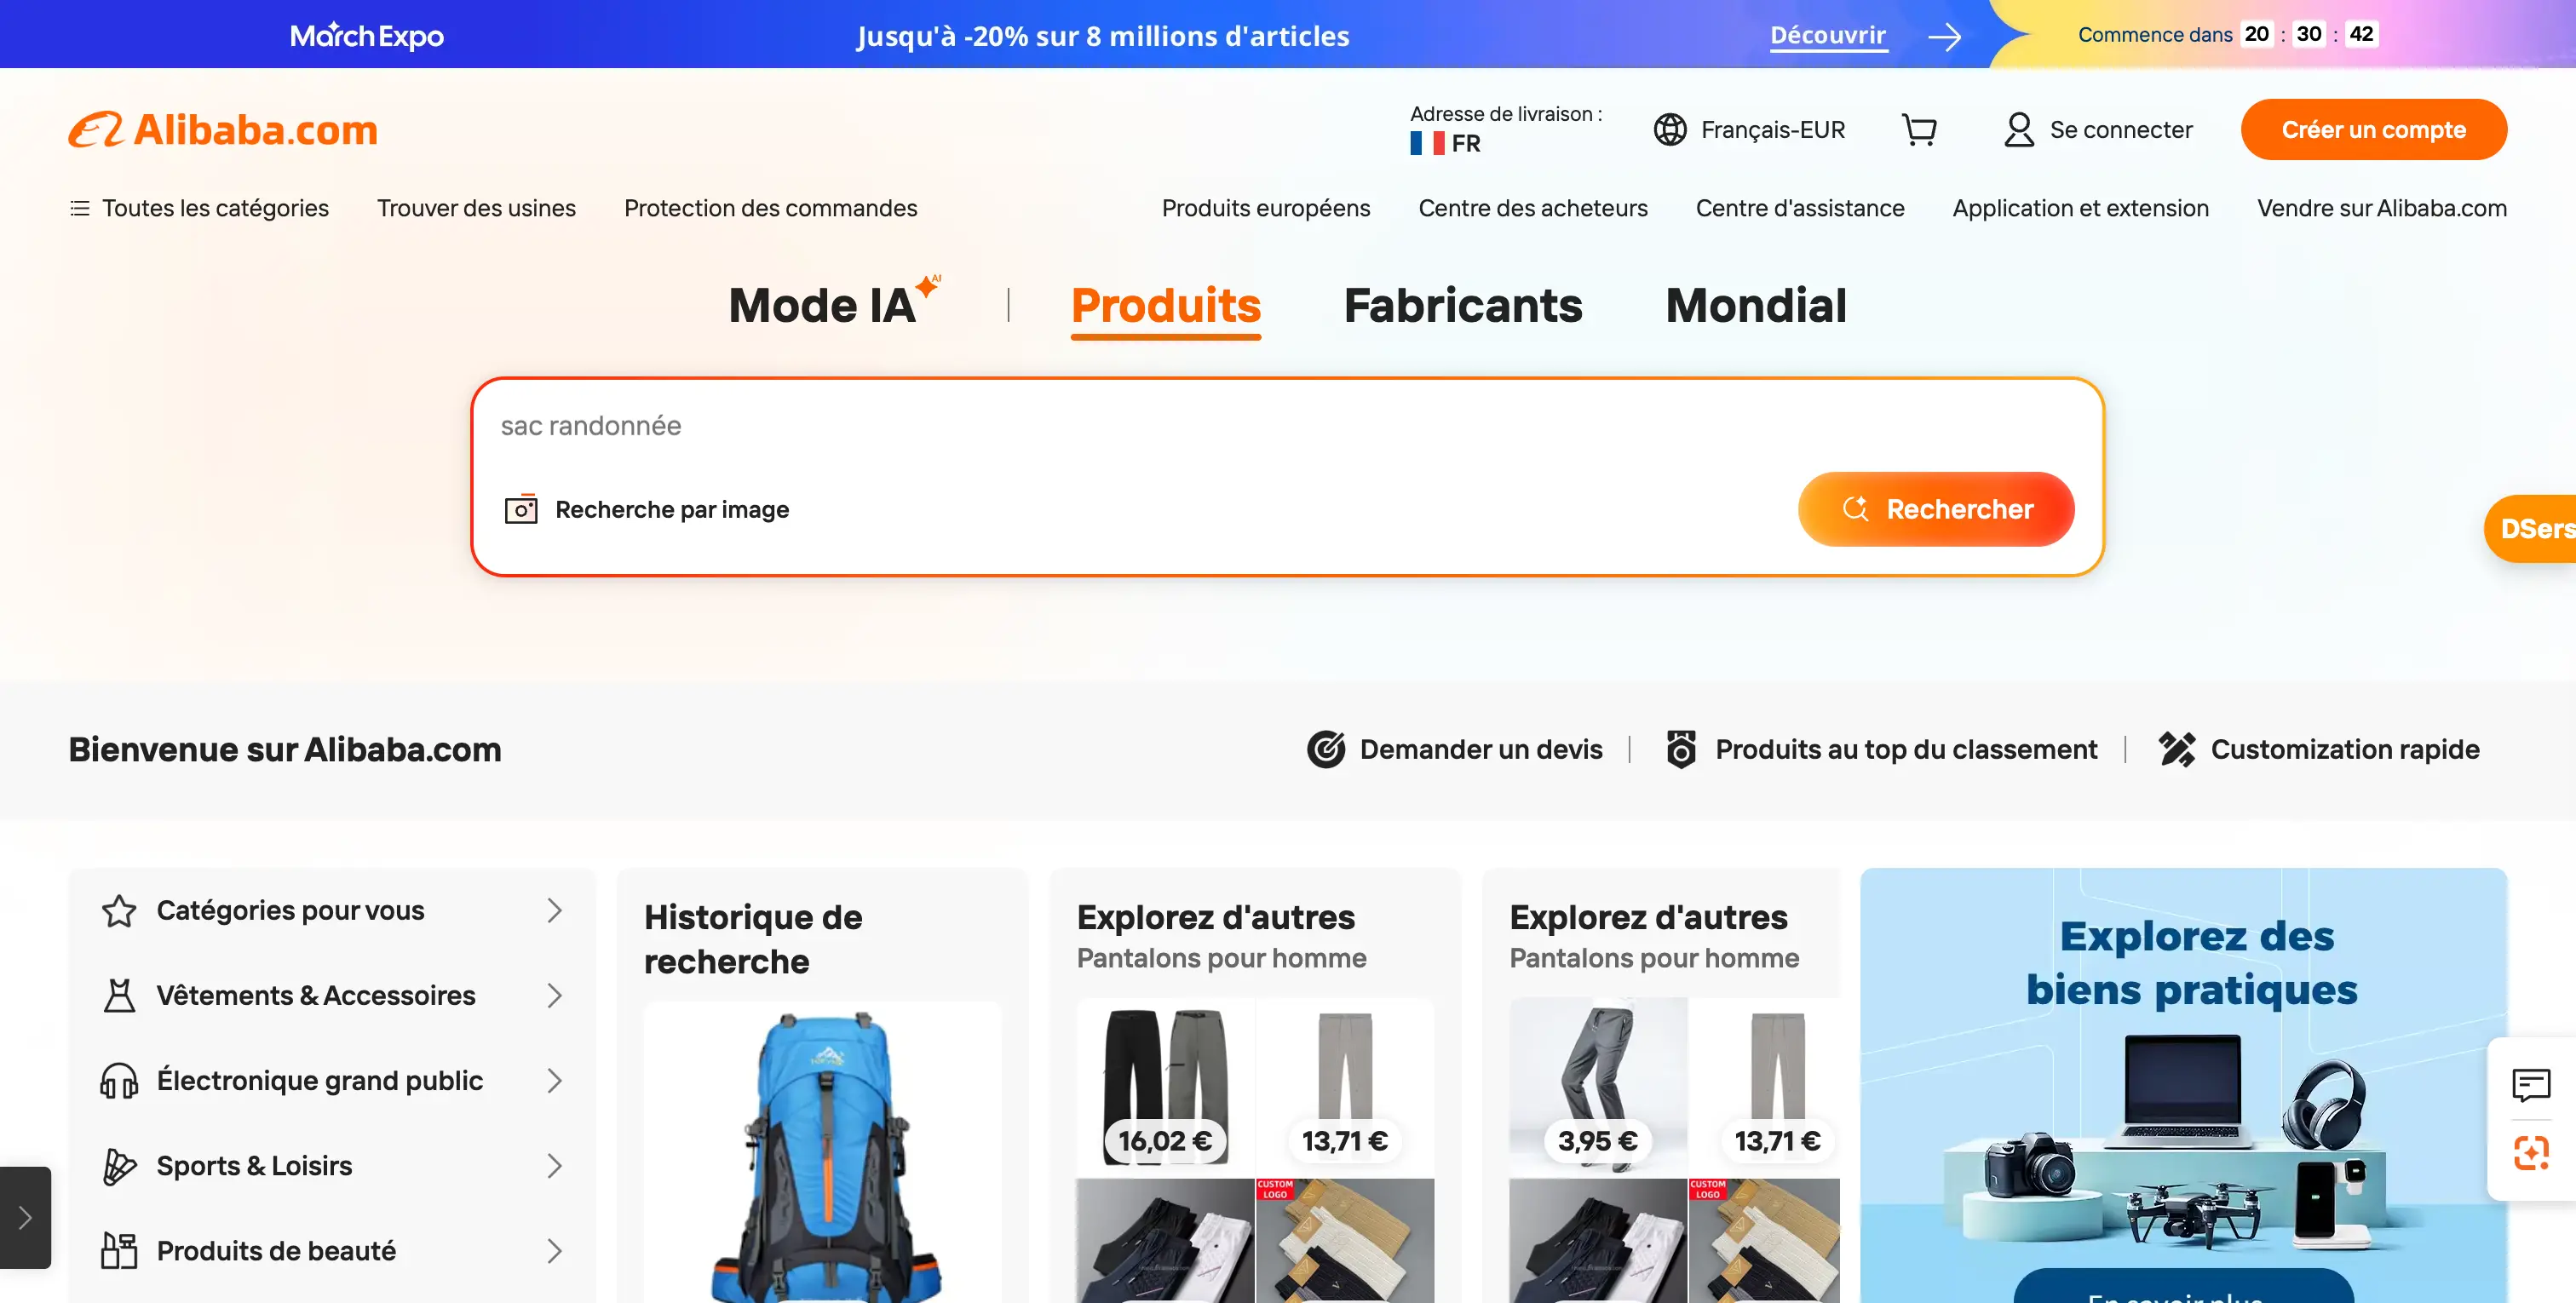 March Expo
Jusqu'à -20% sur 8 millions d'articles
Découvrir
Commence dans 20 : 30 : 42
Alibaba.com
Adresse de livraison :
FR
Français-EUR
Se connecter
Créer un compte
Toutes les catégories
Trouver des usines
Protection des commandes
Produits européens
Centre des acheteurs
Centre d'assistance
Application et extension
Vendre sur Alibaba.com
Mode IA
AI
Produits
Fabricants
Mondial
sac randonnée
Recherche par image
Rechercher
DSers
Bienvenue sur Alibaba.com
Demander un devis
Produits au top du classement
Customization rapide
Catégories pour vous
Vêtements & Accessoires
Électronique grand public
Sports & Loisirs
Produits de beauté
Historique de
recherche
Explorez d'autres
Pantalons pour homme
16,02 €
13,71 €
CUSTOM
LOGO
Explorez d'autres
Pantalons pour homme
3,95 €
13,71 €
CUSTOM
LOGO
Explorez des
biens pratiques
En savoir plus